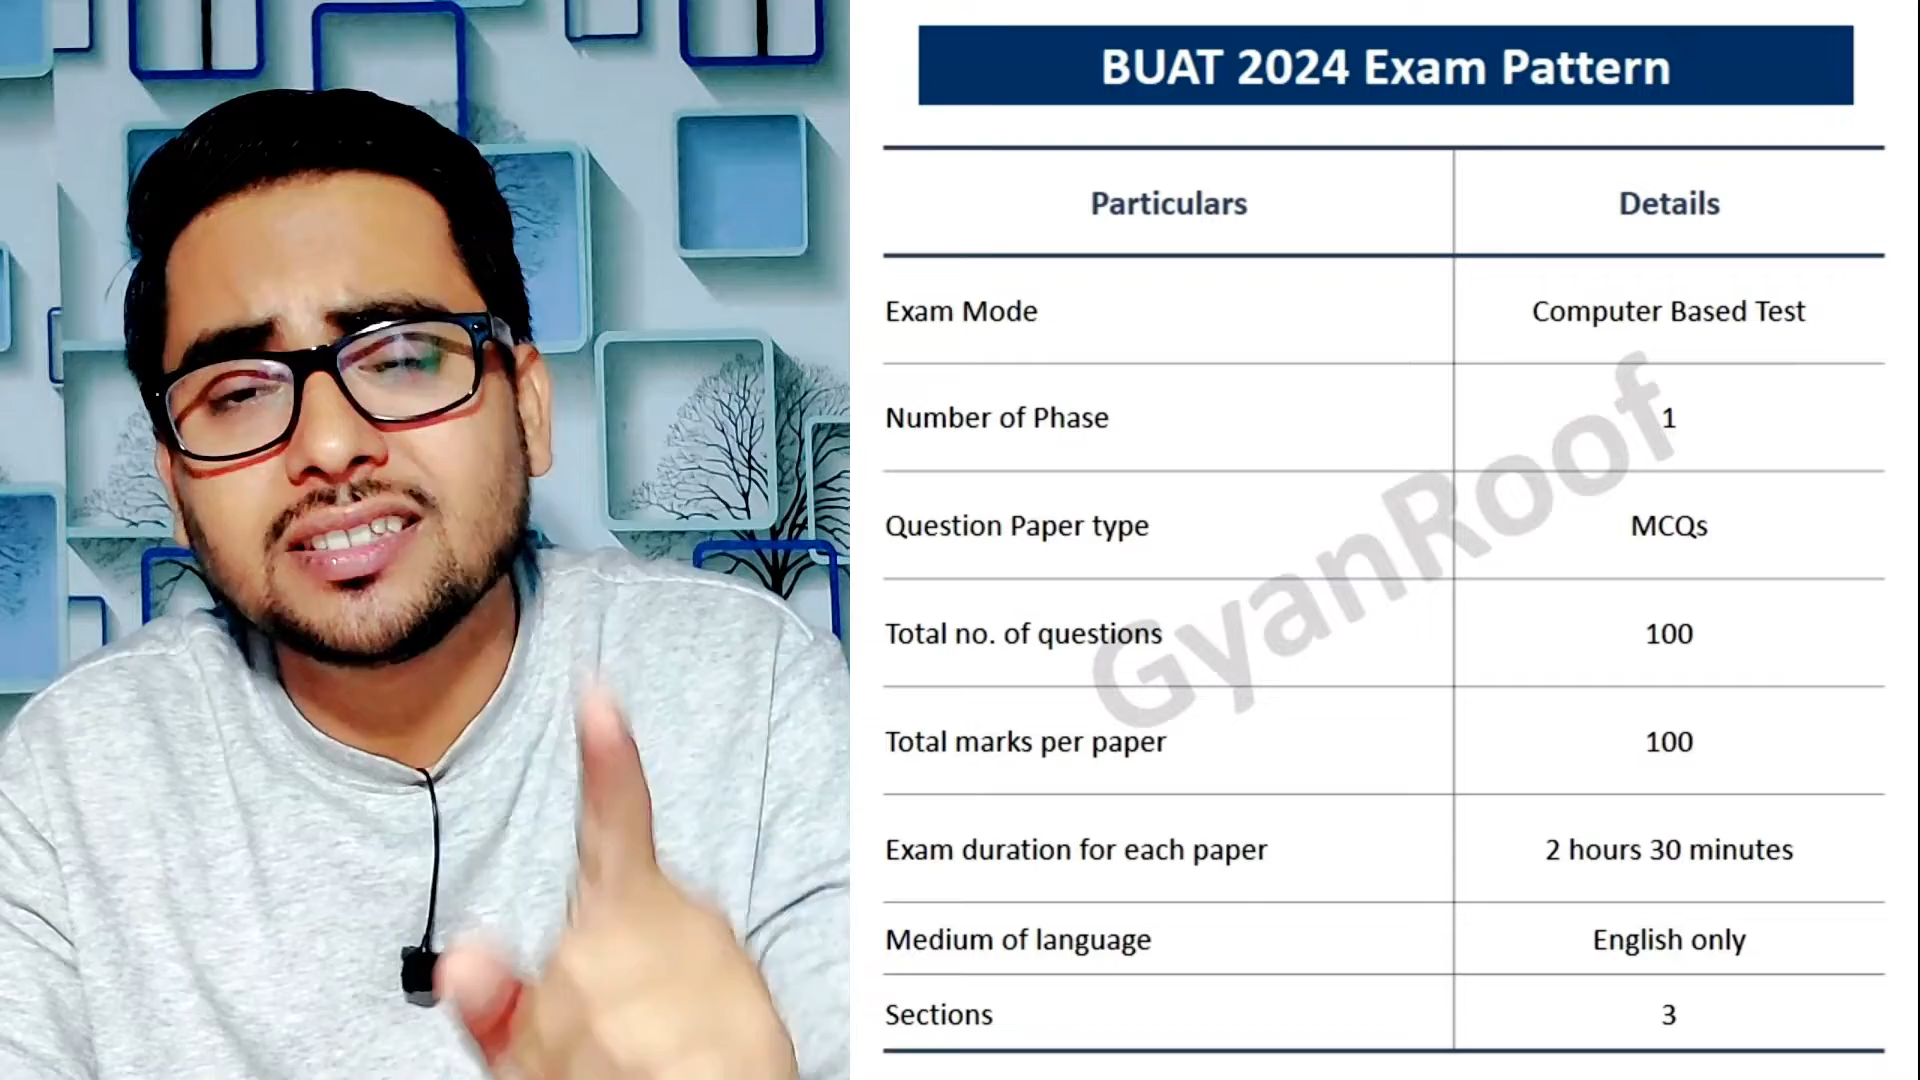 BUAT 2024 Exam Pattern
Particulars Details
Exam Mode Computer Based Test
Number of Phase 1
Question Paper type MCQs
Total no. of questions 100
Total marks per paper 100
Exam duration for each paper 2 hours 30 minutes
Medium of language English only
Sections 3
GyanRoof